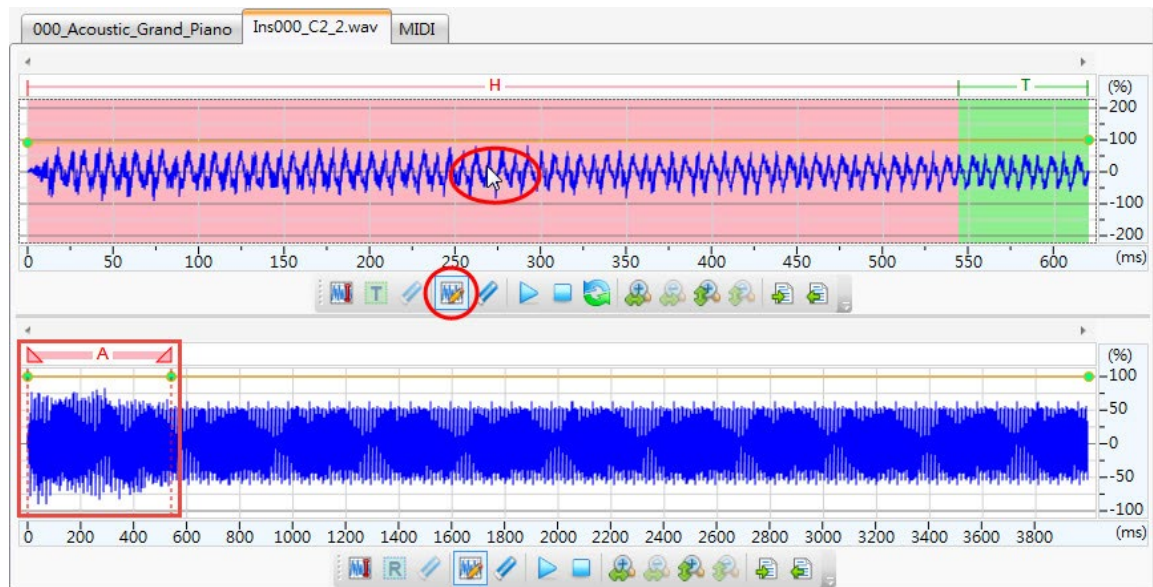 000_Acoustic_Grand_Piano Ins000_C2_2.wav MIDI
H T (%)
200
100
0
-100
-200
0 50 100 150 200 250 300 350 400 450 500 550 600 (ms)
T
A (%)
100
50
0
-50
-100
0 200 400 600 800 1000 1200 1400 1600 1800 2000 2200 2400 2600 2800 3000 3200 3400 3600 3800 (ms)
R